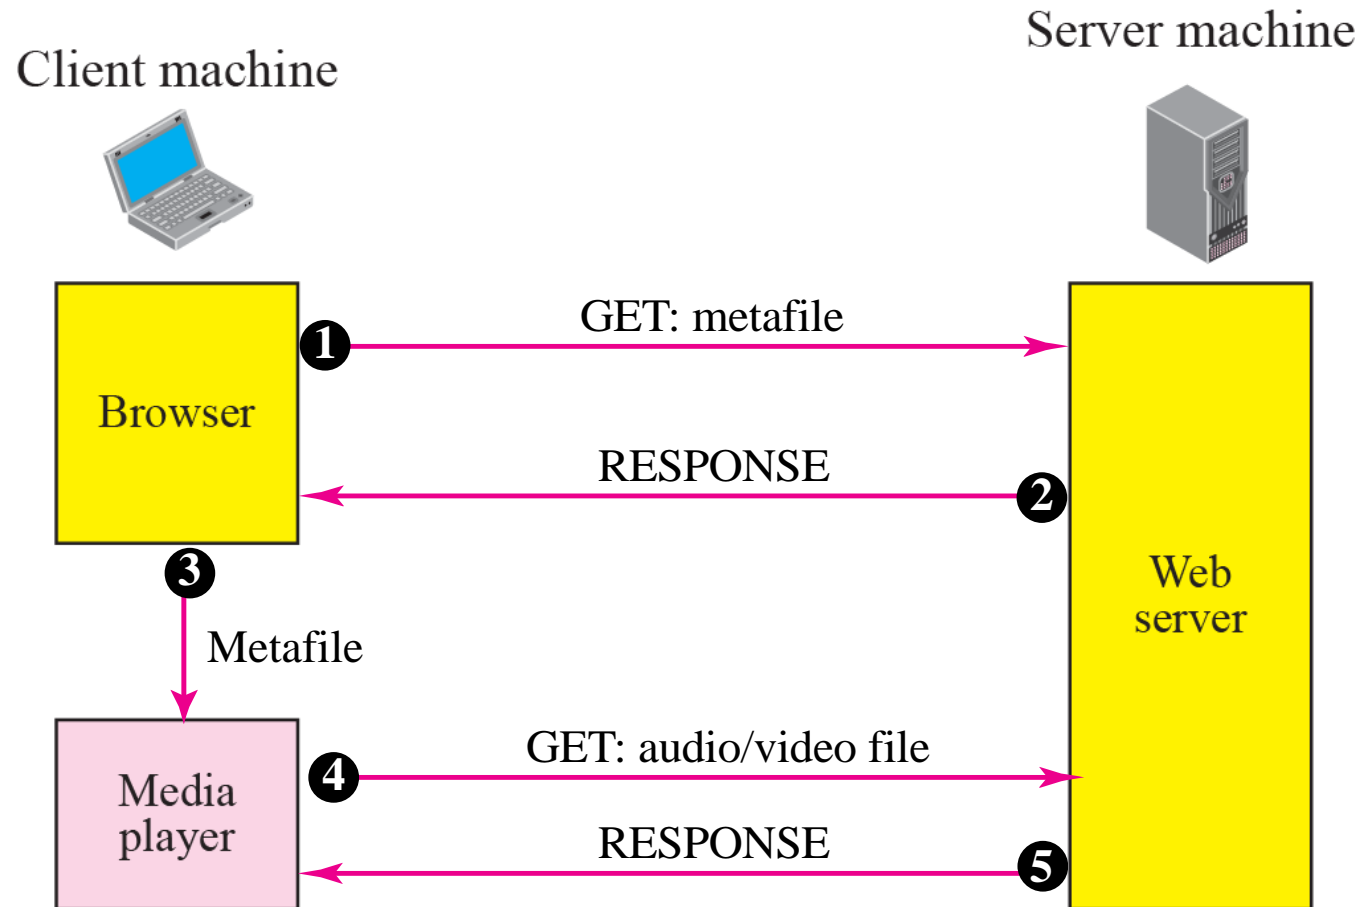 Client machine
Server machine
GET: metafile
1
Browser
RESPONSE
2
3
Web
server
Metafile
GET: audio/video file
4
Media
player
RESPONSE
5